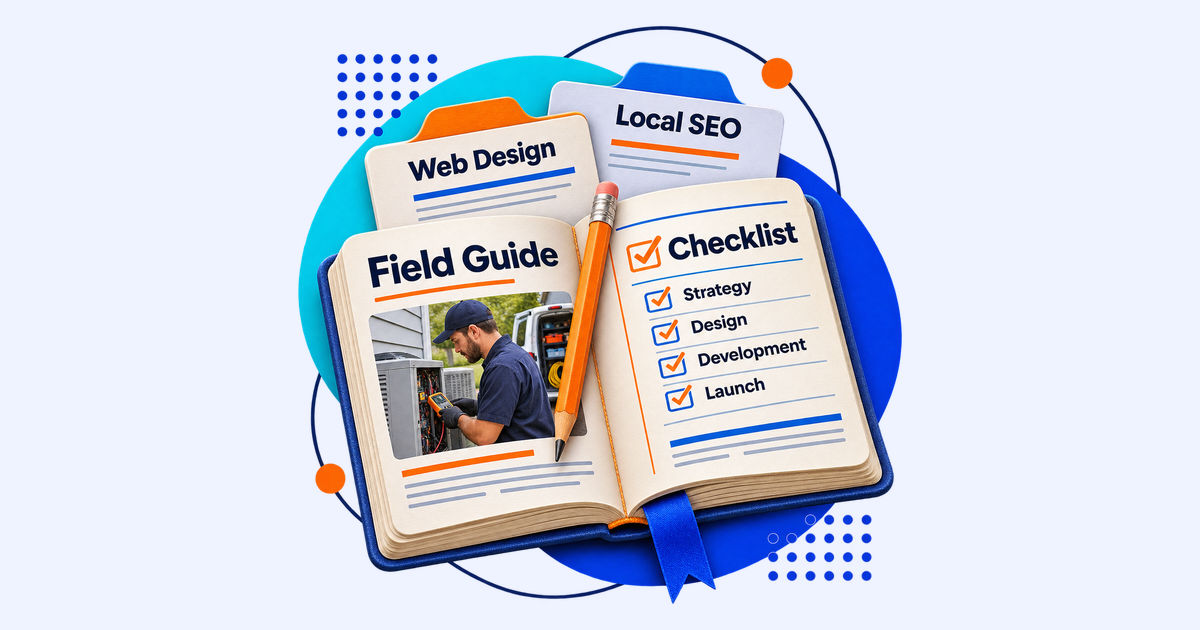 Local SEO
Web Design
Field Guide
Checklist
Strategy
Design
Development
Launch